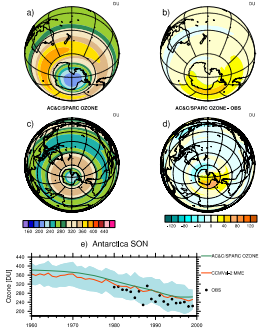 DU DU
a) b)
AC&C/SPARC OZONE AC&C/SPARC OZONE - OBS
DU DU
c) d)
160 200 240 280 320 360 400 440 -120 -80 -40 0 40 80 120
e) Antarctica SON
Ozone [DU]
440
400
360
320
280
240
200
1960 1970 1980 1990 2000
AC&C/SPARC OZONE
CCMVal-2 MME
OBS